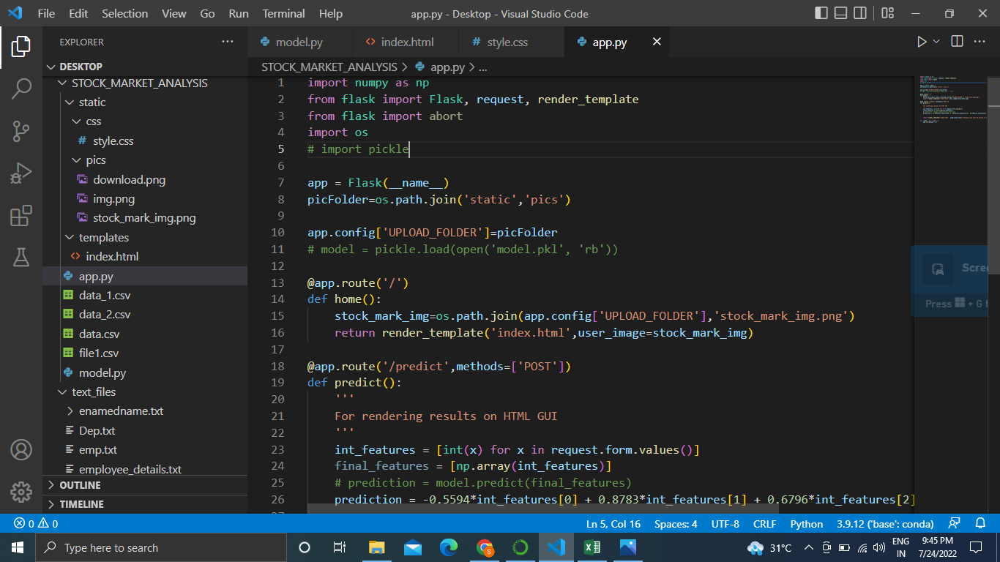 File Edit Selection View Go Run Terminal Help app.py - Desktop - Visual Studio Code
EXPLORER
DESKTOP
STOCK_MARKET_ANALYSIS
static
css
style.css
pics
download.png
img.png
stock_mark_img.png
templates
index.html
app.py
data_1.csv
data_2.csv
data.csv
file1.csv
model.py
text_files
enamedname.txt
Dep.txt
emp.txt
employee_details.txt
OUTLINE
TIMELINE
model.py index.html style.css app.py
STOCK_MARKET_ANALYSIS > app.py > ...
1 import numpy as np
2 from flask import Flask, request, render_template
3 from flask import abort
4 import os
5 # import pickle
6
7 app = Flask(__name__)
8 picFolder=os.path.join('static','pics')
9
10 app.config['UPLOAD_FOLDER']=picFolder
11 # model = pickle.load(open('model.pkl', 'rb'))
12
13 @app.route('/')
14 def home():
15 stock_mark_img=os.path.join(app.config['UPLOAD_FOLDER'],'stock_mark_img.png')
16 return render_template('index.html',user_image=stock_mark_img)
17
18 @app.route('/predict',methods=['POST'])
19 def predict():
20 '''
21 For rendering results on HTML GUI
22 '''
23 int_features = [int(x) for x in request.form.values()]
24 final_features = [np.array(int_features)]
25 # prediction = model.predict(final_features)
26 prediction = -0.5594*int_features[0] + 0.8783*int_features[1] + 0.6796*int_features[2]
Press + G f
0 0 Ln 5, Col 16 Spaces: 4 UTF-8 CRLF Python 3.9.12 ('base': conda)
Type here to search 31°C ENG IN 9:45 PM 7/24/2022